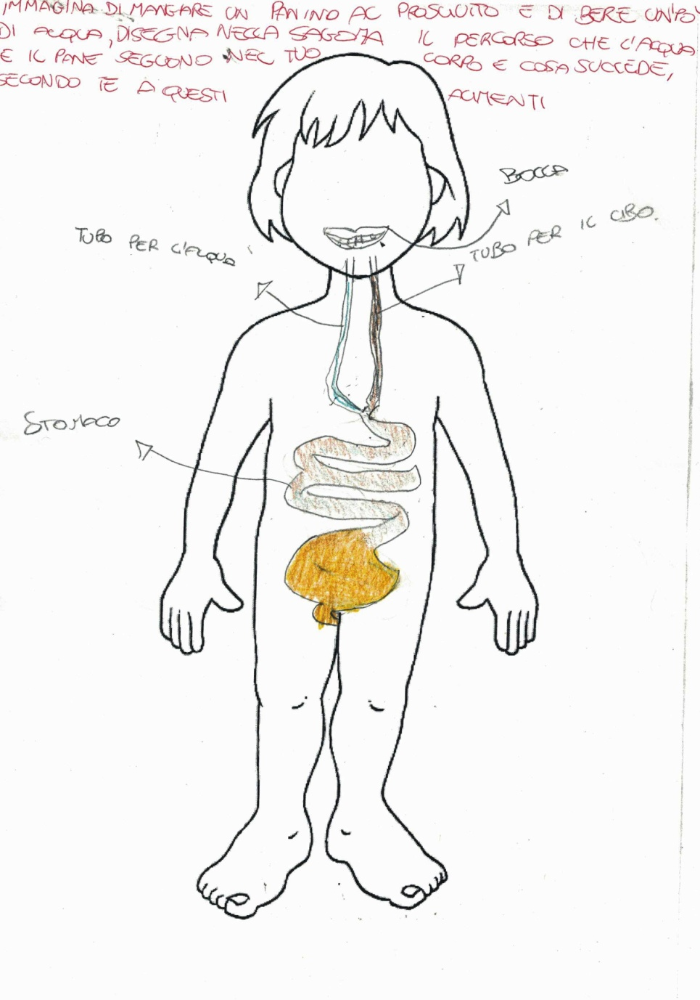 IMMAGINA DI MANGARE UN PANINO AL PROSCIUTTO E DI BERE UN'PO'
DI ACQUA, DISEGNA NELLA SAGOMA IL PERCORSO CHE L'ACQUA
E IL PANE SEGUONO NEL TUO CORPO E COSA SUCCEDE,
SECONDO TE A QUESTI ALIMENTI
BOCCA
TUBO PER IL CIBO.
TUBO PER L'ACQUA
STOMACO